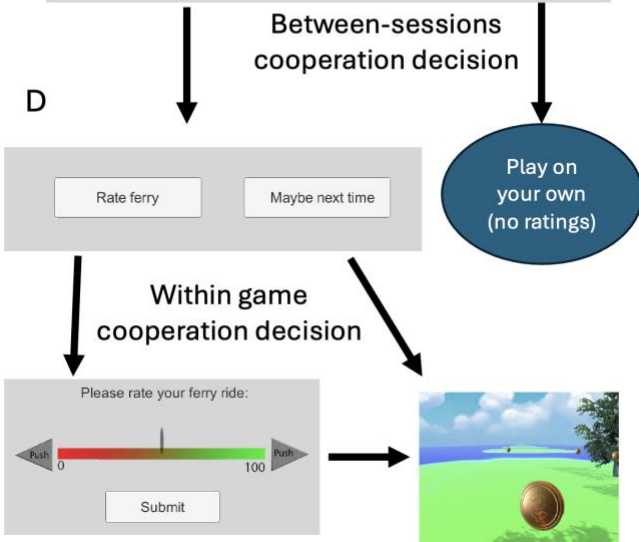 Between-sessions
cooperation decision
D
Rate ferry
Maybe next time
Play on
your own
(no ratings)
Within game
cooperation decision
Please rate your ferry ride:
Push
Push
0
100
Submit